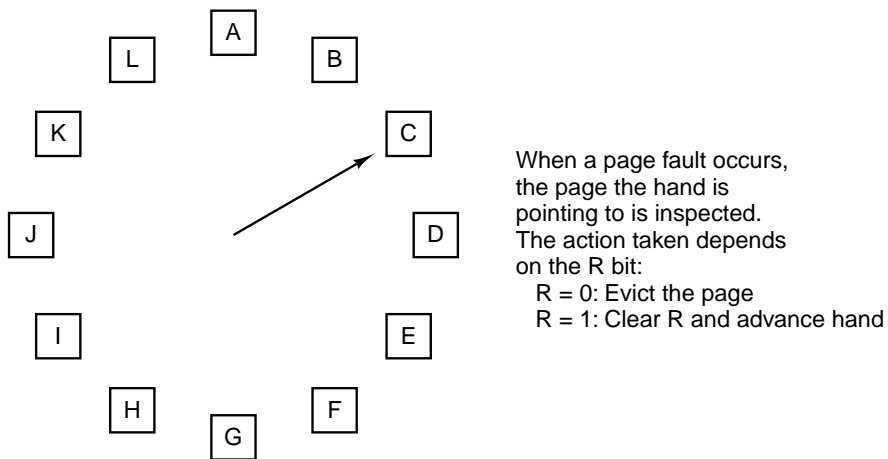 A
L
B
K
C
When a page fault occurs,
the page the hand is
pointing to is inspected.
The action taken depends
on the R bit:
R = 0: Evict the page
R = 1: Clear R and advance hand
J
D
I
E
H
F
G